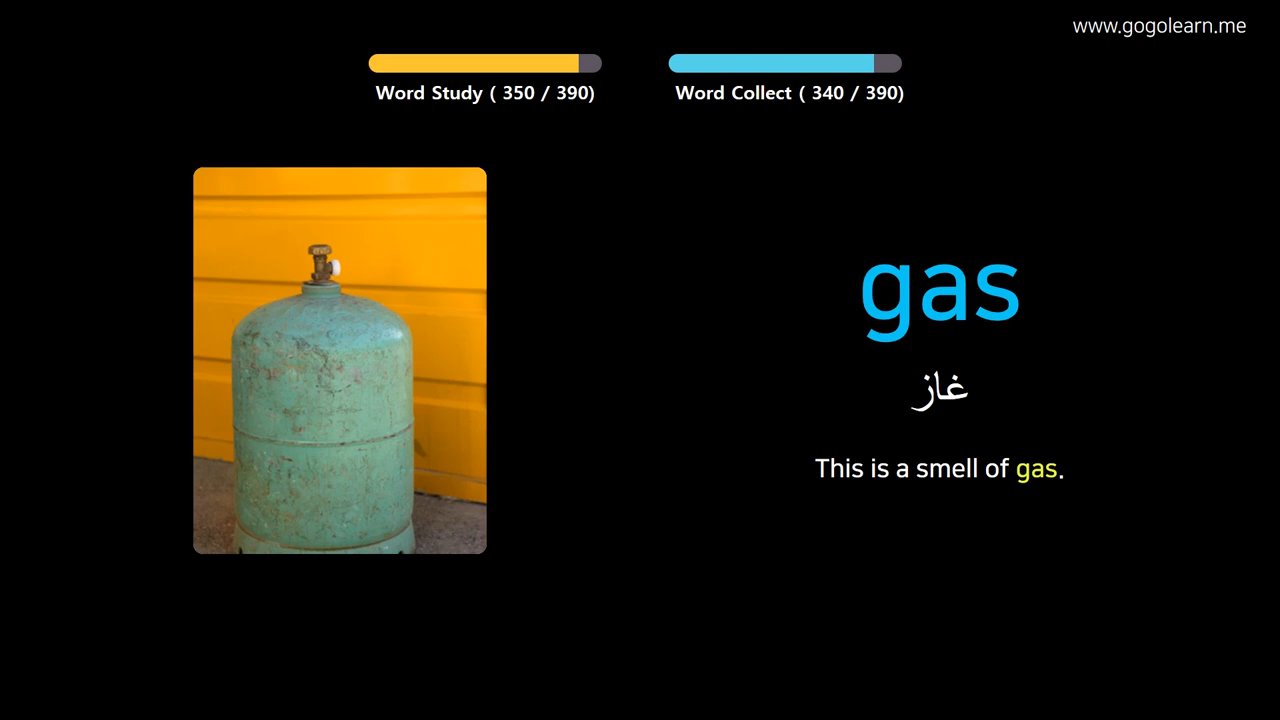 www.gogolearn.me
Word Study ( 350 / 390)
Word Collect ( 340 / 390)
gas
غاز
This is a smell of gas.